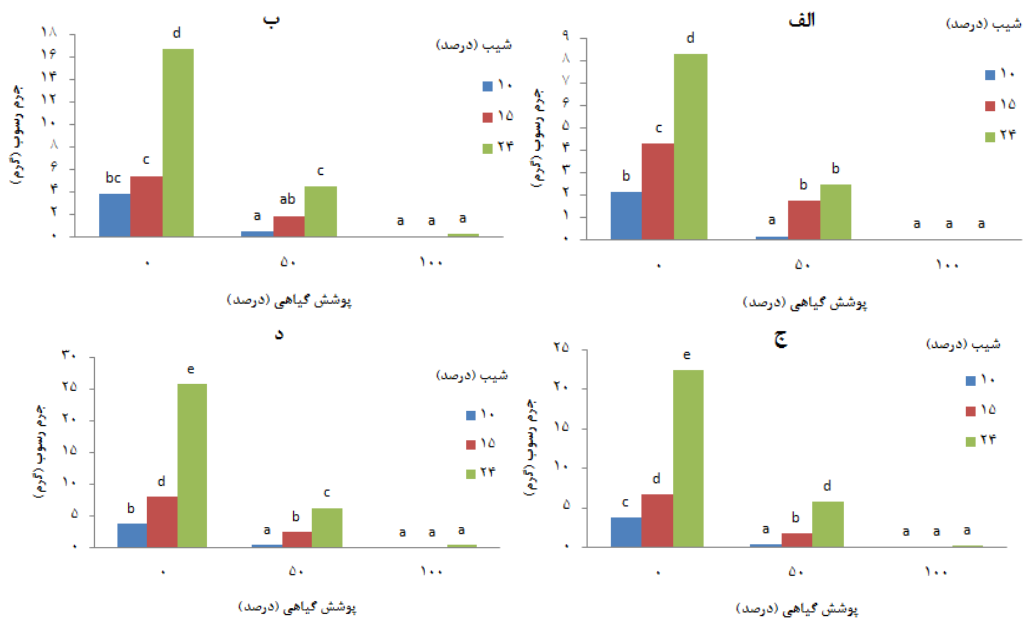 الف
شیب (درصد)
۱۰
۱۵
۲۴
جرم رسوب (گرم)
۹
۸
۷
۶
۵
۴
۳
۲
۱
۰
b
c
d
a
b
b
a
a
a
۰
۵۰
۱۰۰
پوشش گیاهی (درصد)
ب
شیب (درصد)
۱۰
۱۵
۲۴
جرم رسوب (گرم)
۱۸
۱۶
۱۴
۱۲
۱۰
۸
۶
۴
۲
۰
bc
c
d
a
ab
c
a
a
a
۰
۵۰
۱۰۰
پوشش گیاهی (درصد)
ج
شیب (درصد)
۱۰
۱۵
۲۴
جرم رسوب (گرم)
۲۵
۲۰
۱۵
۱۰
۵
۰
c
d
e
a
b
d
a
a
a
۰
۵۰
۱۰۰
پوشش گیاهی (درصد)
د
شیب (درصد)
۱۰
۱۵
۲۴
جرم رسوب (گرم)
۳۰
۲۵
۲۰
۱۵
۱۰
۵
۰
b
d
e
a
b
c
a
a
a
۰
۵۰
۱۰۰
پوشش گیاهی (درصد)